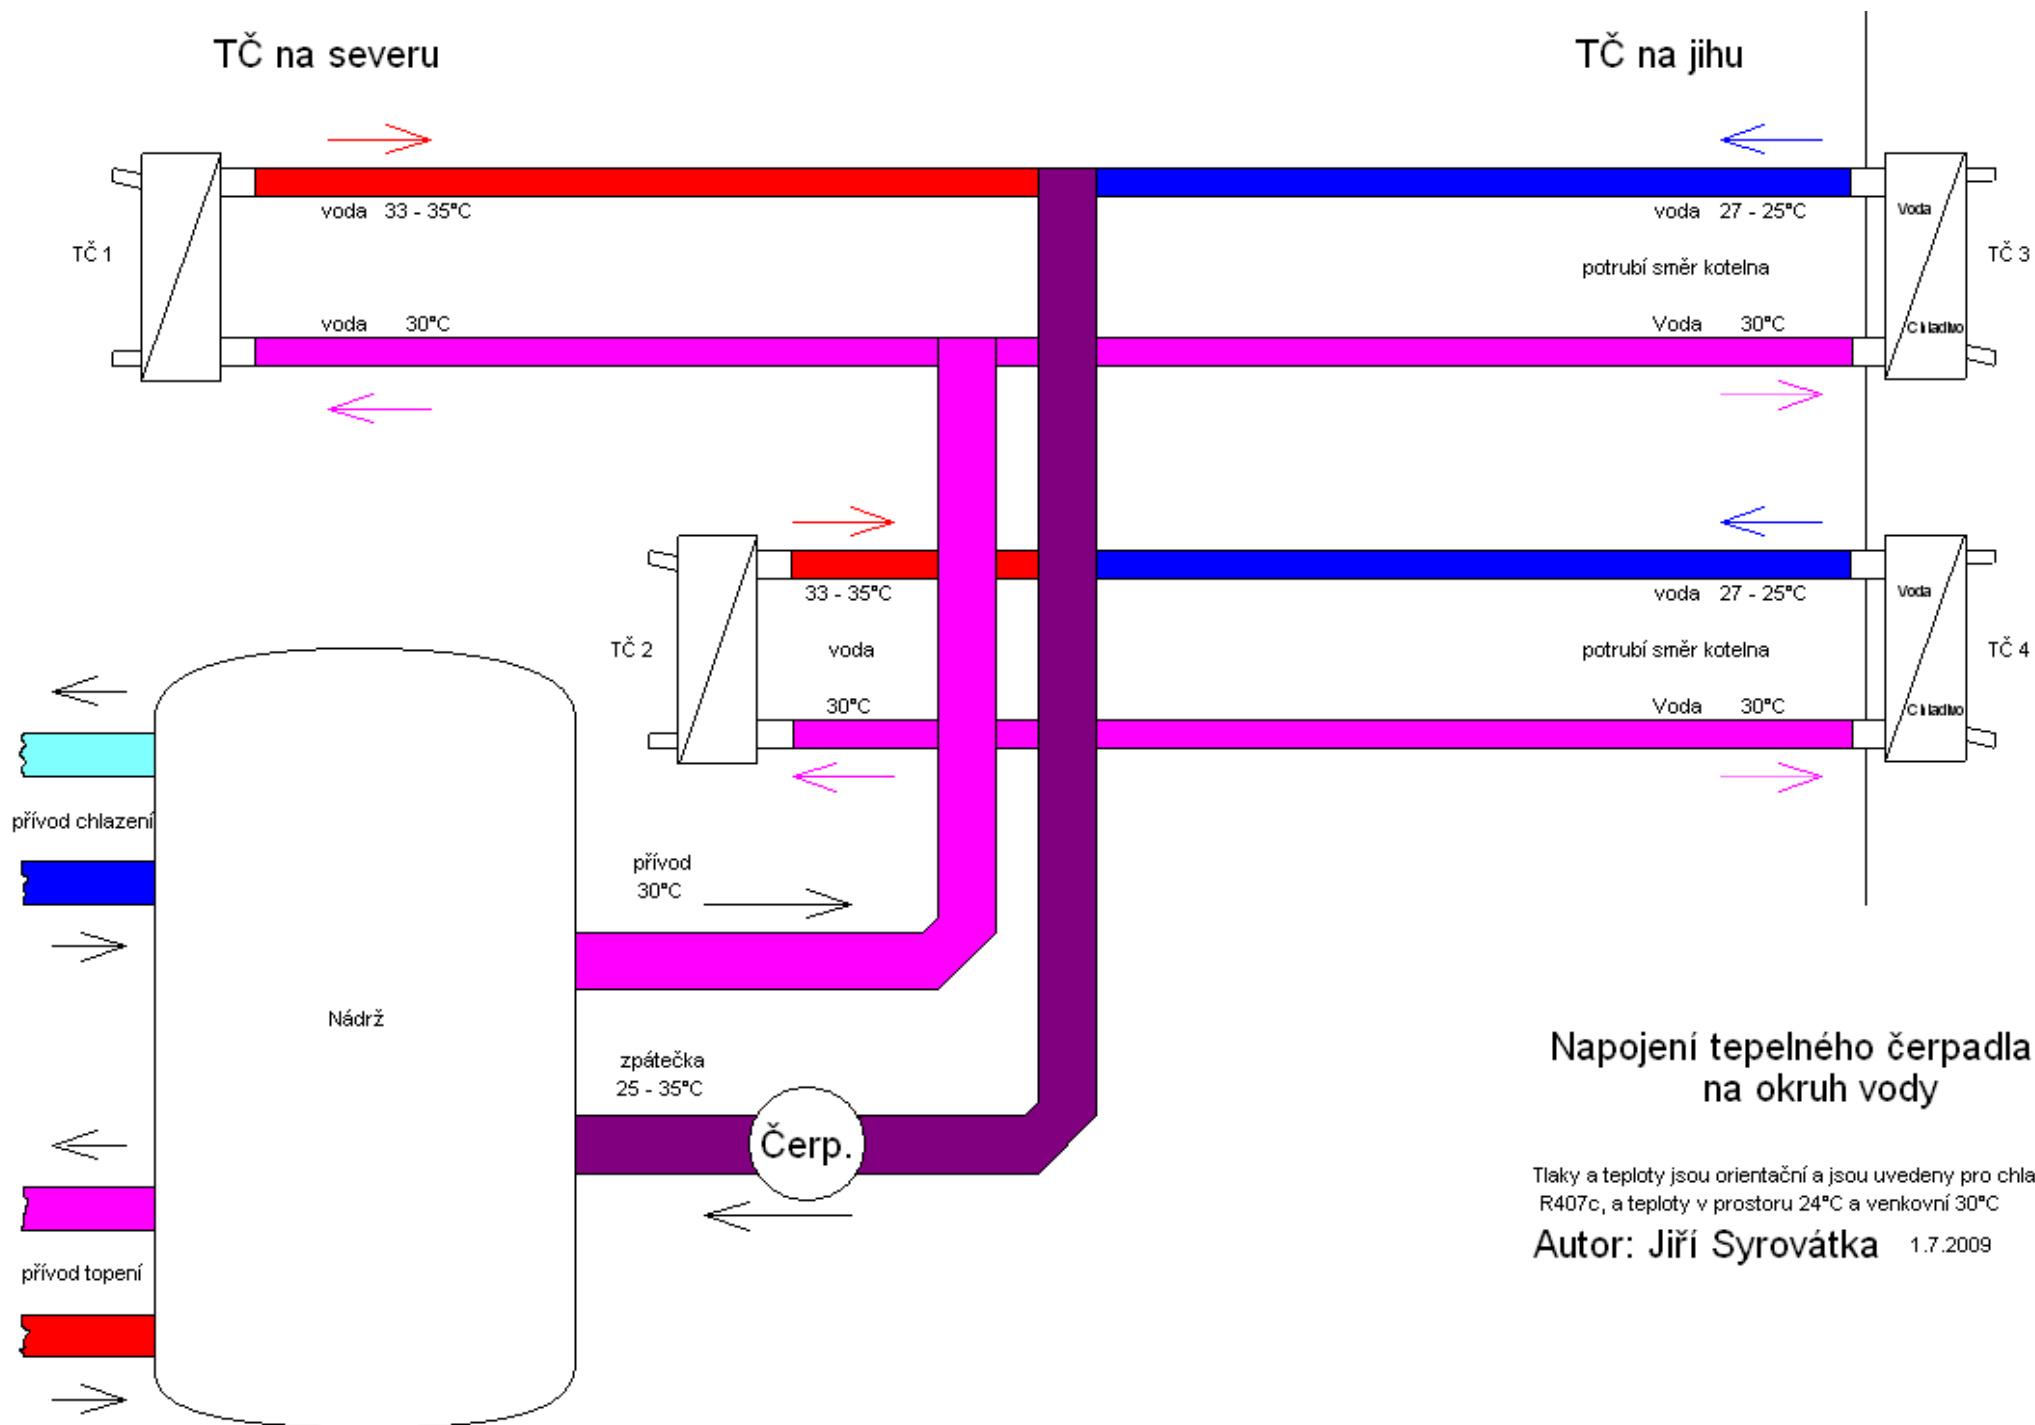 TČ na severu
TČ na jihu
voda 33 - 35°C
voda 27 - 25°C
Voda
TČ 1
potrubí směr kotelna
TČ 3
voda 30°C
Voda 30°C
Chladivo
33 - 35°C
voda 27 - 25°C
Voda
TČ 2
voda
potrubí směr kotelna
TČ 4
30°C
Voda 30°C
Chladivo
přívod chlazení
přívod
30°C
Nádrž
zpátečka
25 - 35°C
Čerp.
přívod topení
Napojení tepelného čerpadla
na okruh vody
Tlaky a teploty jsou orientační a jsou uvedeny pro chla
R407c, a teploty v prostoru 24°C a venkovní 30°C
Autor: Jiří Syrovátka 1.7.2009